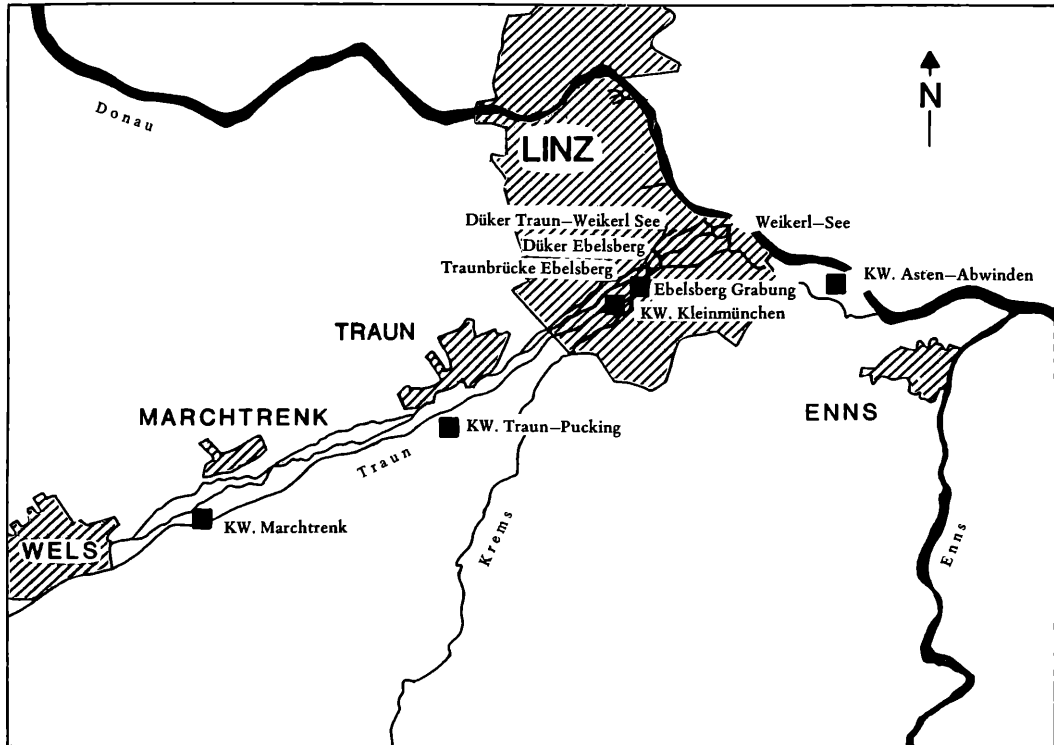 Donau
N
LINZ
Düker Traun–Weikerl See
Weikerl–See
Düker Ebelsberg
Traunbrücke Ebelsberg
KW. Asten–Abwinden
Ebelsberg Grabung
KW. Kleinmünchen
TRAUN
MARCHTRENK
ENNS
KW. Traun–Pucking
Traun
KW. Marchtrenk
WELS
Krems
Enns